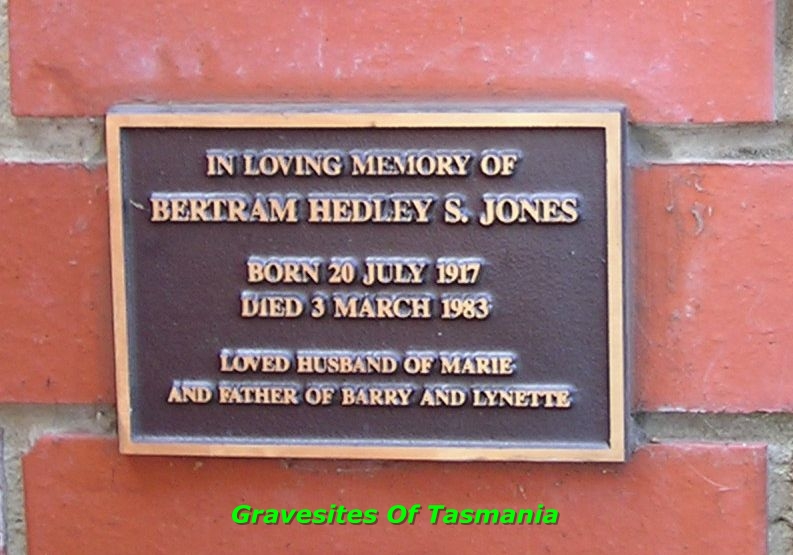 IN LOVING MEMORY OF
BERTRAM HEDLEY S. JONES
BORN 20 JULY 1917
DIED 3 MARCH 1983
LOVED HUSBAND OF MARIE
AND FATHER OF BARRY AND LYNETTE
Gravesites Of Tasmania